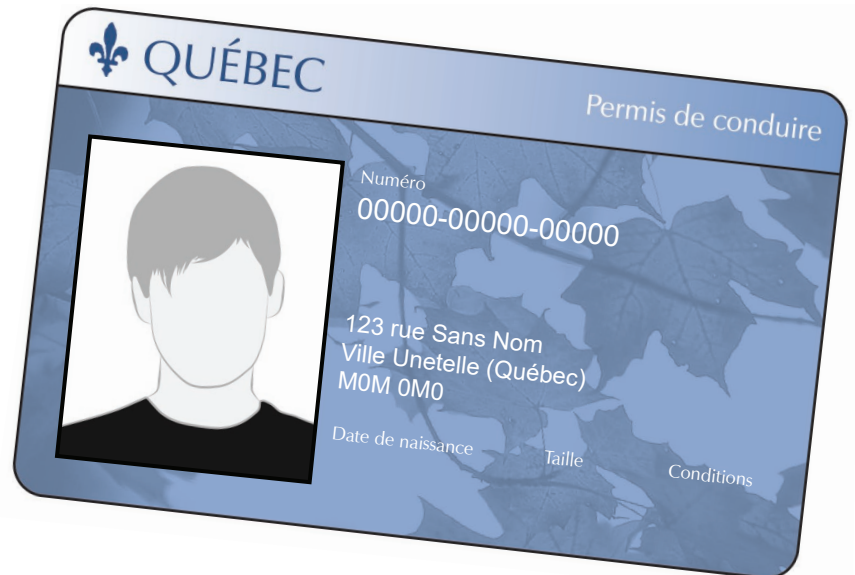 QUÉBEC
Permis de conduire
Numéro
00000-00000-00000
123 rue Sans Nom
Ville Unetelle (Québec)
M0M 0M0
Date de naissance Taille Conditions